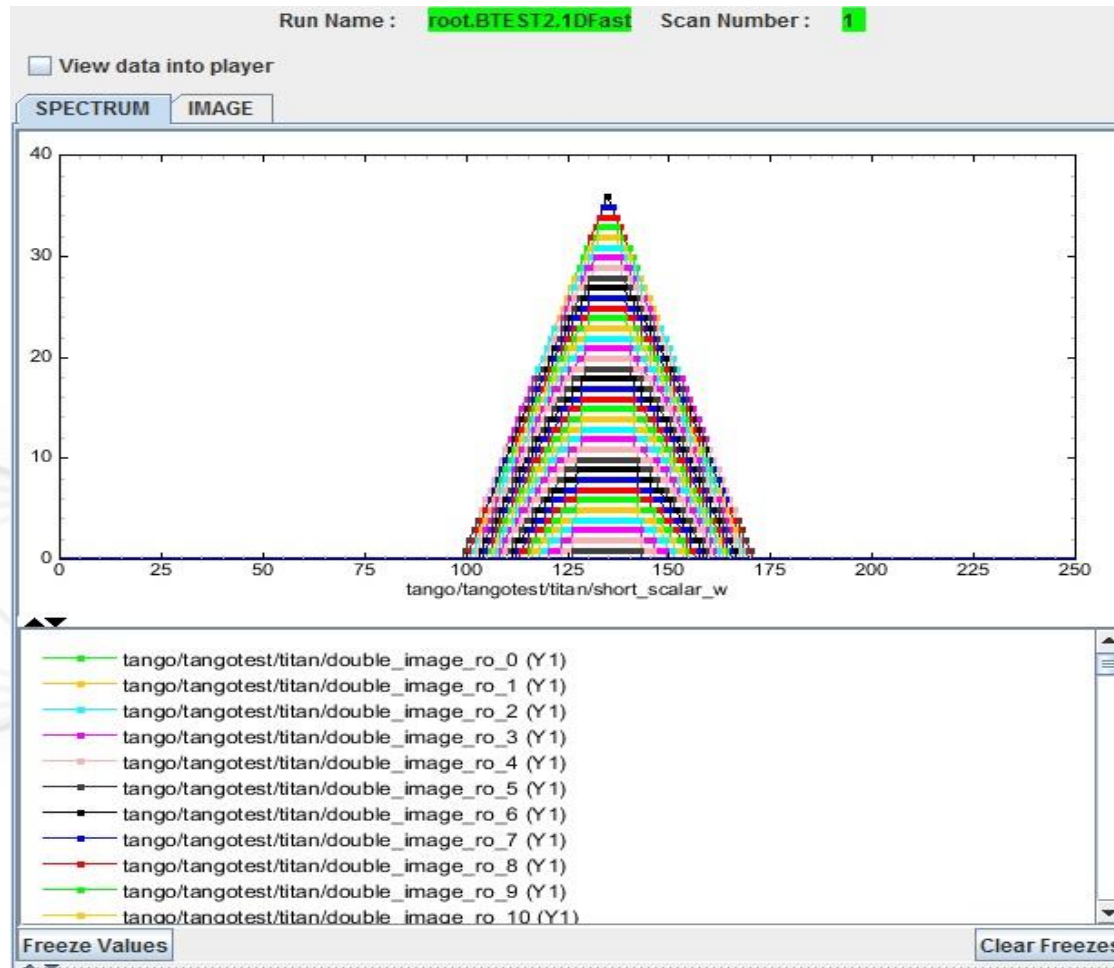 Run Name : root.BTEST2.1DFast Scan Number : 1
View data into player
SPECTRUM IMAGE
40
30
20
10
0
0 25 50 75 100 125 150 175 200 225 250
tango/tangotest/titan/short_scalar_w
tango/tangotest/titan/double_image_ro_0 (Y1)
tango/tangotest/titan/double_image_ro_1 (Y1)
tango/tangotest/titan/double_image_ro_2 (Y1)
tango/tangotest/titan/double_image_ro_3 (Y1)
tango/tangotest/titan/double_image_ro_4 (Y1)
tango/tangotest/titan/double_image_ro_5 (Y1)
tango/tangotest/titan/double_image_ro_6 (Y1)
tango/tangotest/titan/double_image_ro_7 (Y1)
tango/tangotest/titan/double_image_ro_8 (Y1)
tango/tangotest/titan/double_image_ro_9 (Y1)
tango/tangotest/titan/double_image_ro_10 (Y1)
Freeze Values Clear Freezes